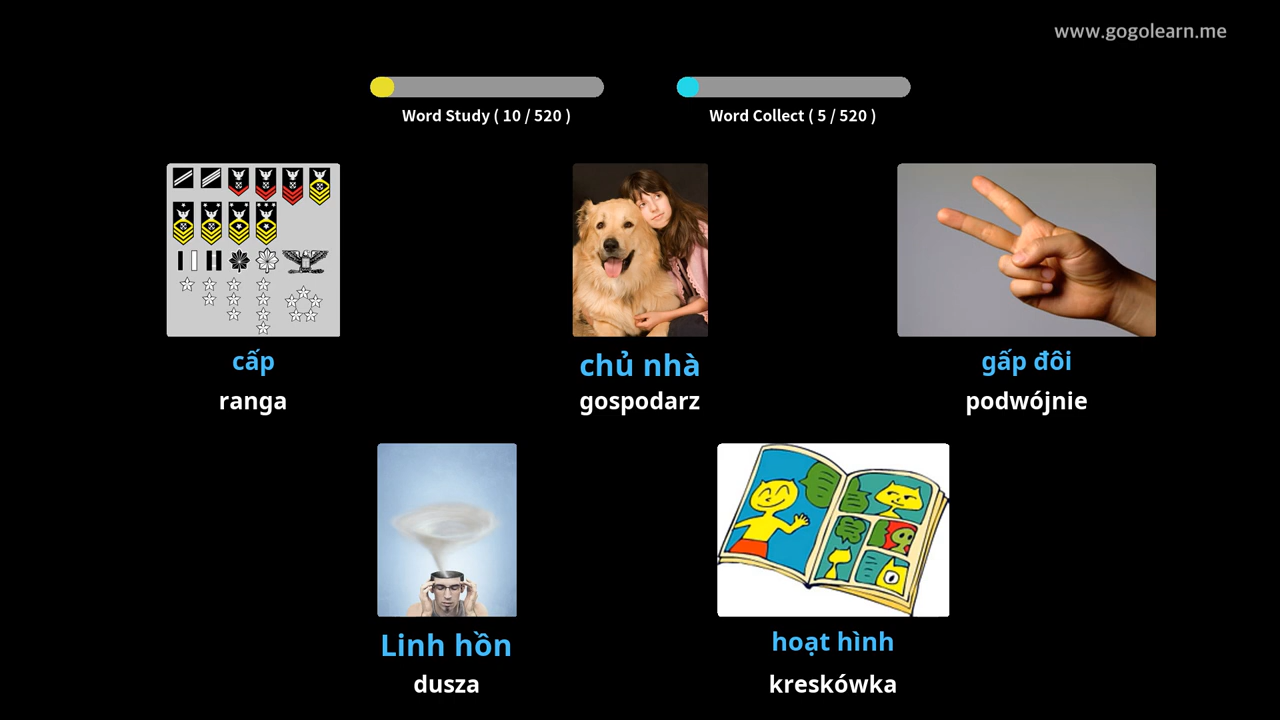 www.gogolearn.me
Word Study ( 10 / 520 )
Word Collect ( 5 / 520 )
cấp
ranga
chủ nhà
gospodarz
gấp đôi
podwójnie
Linh hồn
dusza
hoạt hình
kreskówka